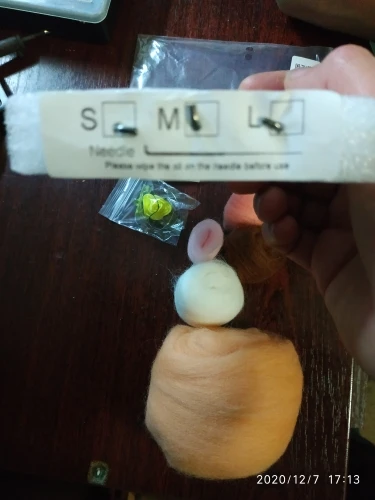 S M L
Needle
Please wipe the oil on the needle before use
2020/12/7 17:13